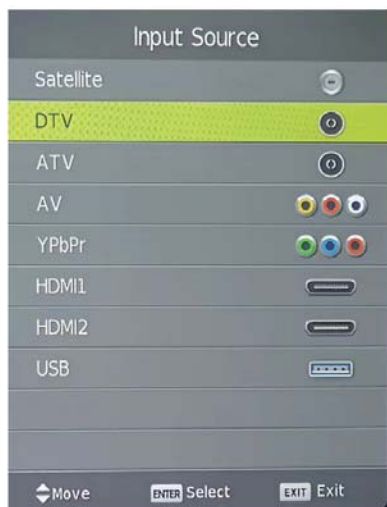 Input Source
Satellite
DTV
ATV
AV
YPbPr
HDMI1
HDMI2
USB
Move ENTER Select EXIT Exit